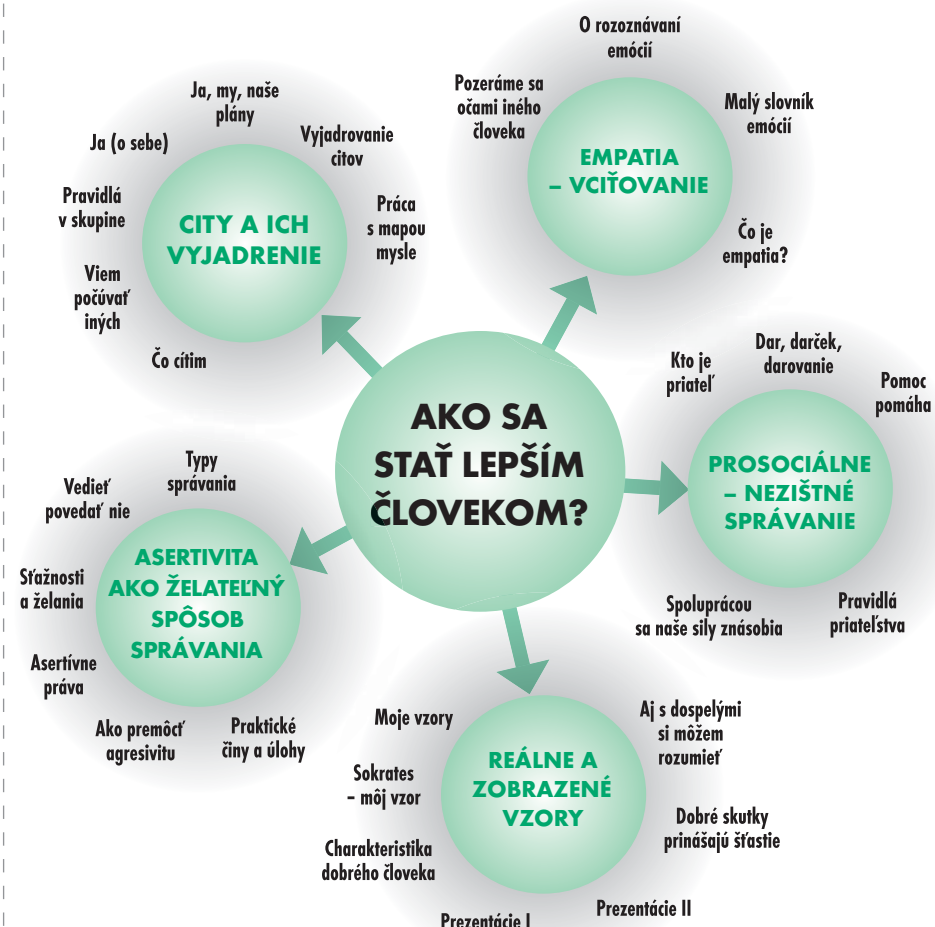 O rozoznávaní
emócií
Pozeráme sa
očami iného
človeka
Malý slovník
emócií
EMPATIA
– VCIŤOVANIE
Čo je
empatia?
Ja, my, naše
plány
Ja (o sebe)
Vyjadrovanie
citov
Pravidlá
v skupine
Práca
s mapou
mysle
CITY A ICH
VYJADRENIE
Viem
počúvať
iných
Čo cítim
AKO SA
STAŤ LEPŠÍM
ČLOVEKOM?
Kto je
priateľ
Dar, darček,
darovanie
Pomoc
pomáha
PROSOCIÁLNE
– NEZIŠTNÉ
SPRÁVANIE
Spoluprácou
sa naše sily znásobia
Pravidlá
priateľstva
Typy
správania
Vedieť
povedať nie
Sťažnosti
a želania
ASERTIVITA
AKO ŽELATEĽNÝ
SPÔSOB
SPRÁVANIA
Asertívne
práva
Ako premôcť
agresivitu
Praktické
činy a úlohy
Moje vzory
Aj s dospelými
si môžem
rozumieť
Sokrates
– môj vzor
REÁLNE A
ZOBRAZENÉ
VZORY
Charakteristika
dobrého človeka
Dobré skutky
prinášajú šťastie
Prezentácie I
Prezentácie II